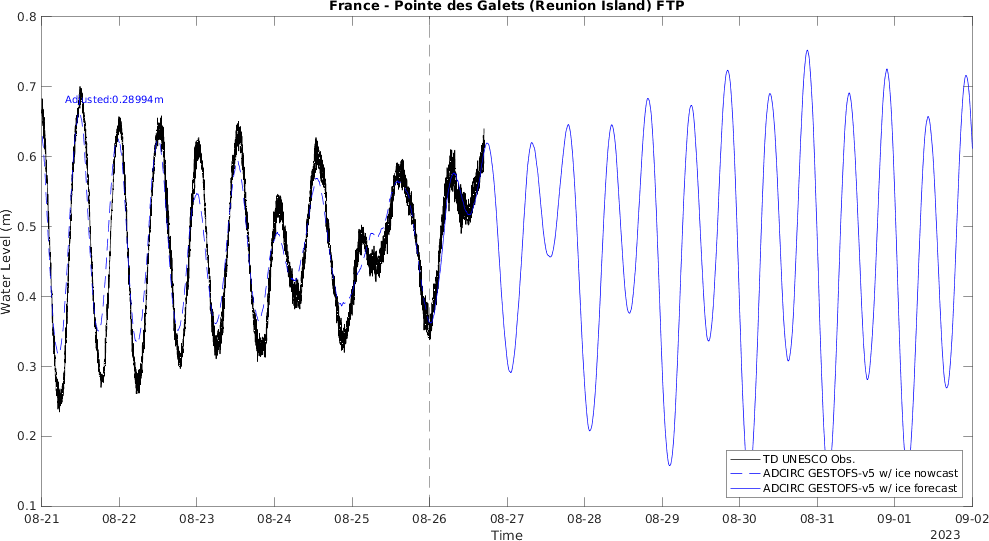 France - Pointe des Galets (Reunion Island) FTP
0.8
0.7
0.6
0.5
0.4
0.3
0.2
0.1
Water Level (m)
Adjusted:0.28994m
TD UNESCO Obs.
ADCIRC GESTOFS-v5 w/ ice nowcast
ADCIRC GESTOFS-v5 w/ ice forecast
08-21 08-22 08-23 08-24 08-25 08-26 08-27 08-28 08-29 08-30 08-31 09-01 09-02
Time
2023